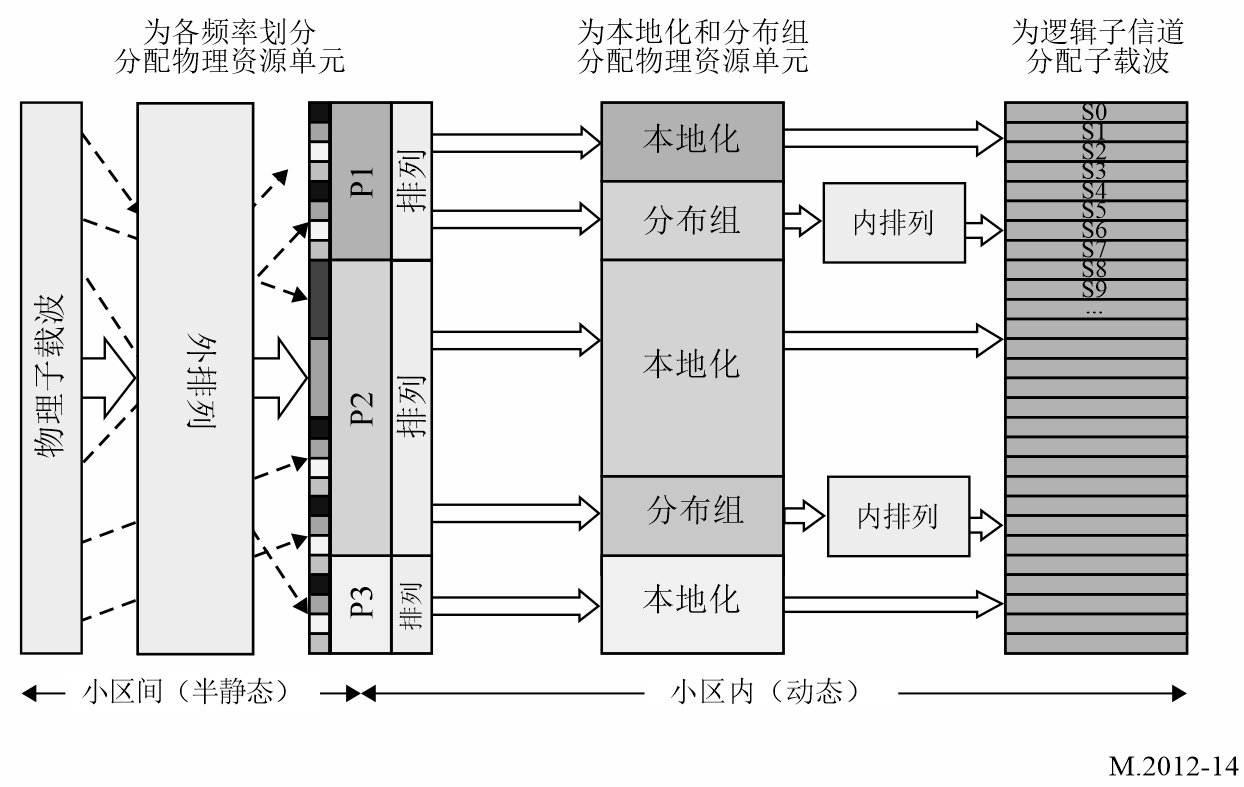 为各频率划分
分配物理资源单元
为本地化和分布组
分配物理资源单元
为逻辑子信道
分配子载波
物理子载波
外排列
P1
排列
P2
排列
P3
排列
本地化
分布组
本地化
分布组
本地化
内排列
内排列
S0
S1
S2
S3
S4
S5
S6
S7
S8
S9
...
小区间（半静态）
小区内（动态）
M.2012-14